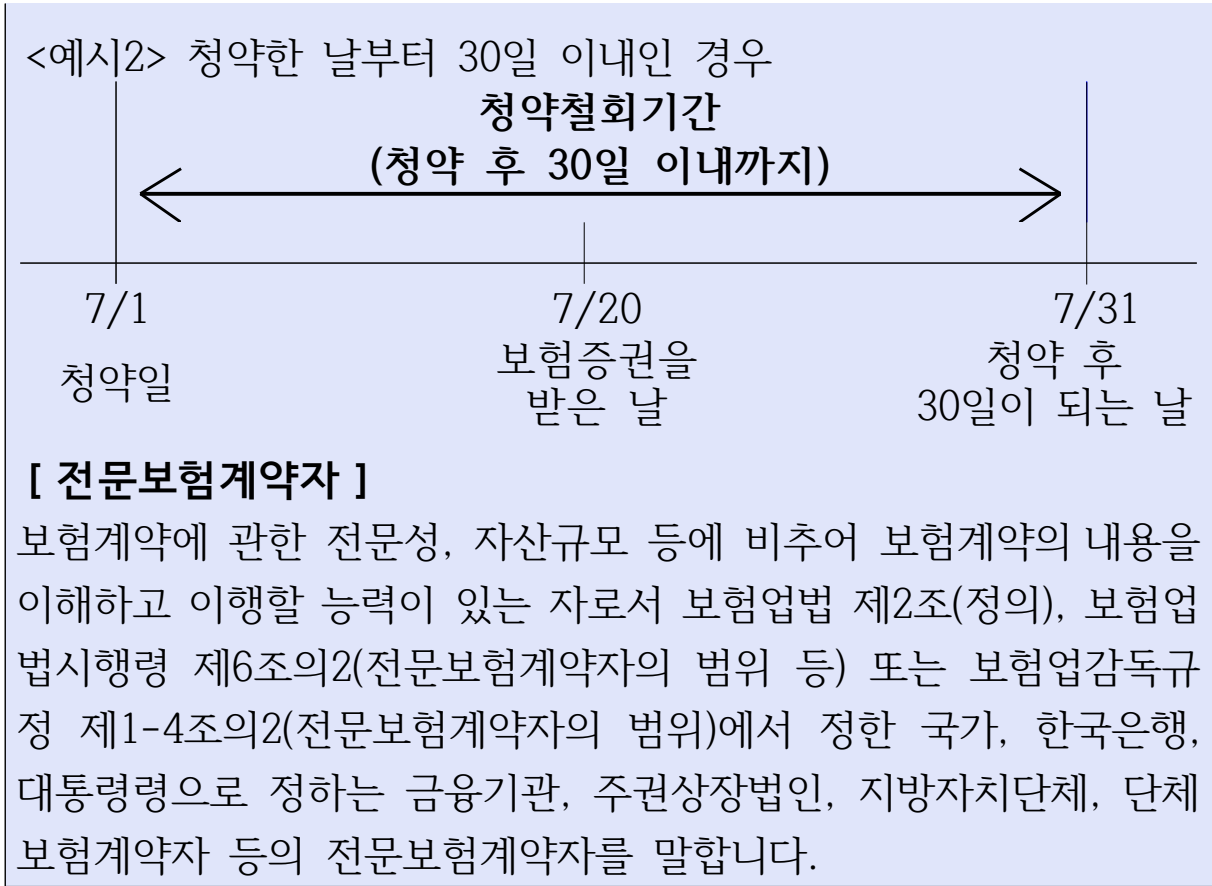 <예시2> 청약한 날부터 30일 이내인 경우
청약철회기간
(청약 후 30일 이내까지)
7/1
청약일
7/20
보험증권을
받은 날
7/31
청약 후
30일이 되는 날
[ 전문보험계약자 ]
보험계약에 관한 전문성, 자산규모 등에 비추어 보험계약의 내용을
이해하고 이행할 능력이 있는 자로서 보험업법 제2조(정의), 보험업
법시행령 제6조의2(전문보험계약자의 범위 등) 또는 보험업감독규
정 제1-4조의2(전문보험계약자의 범위)에서 정한 국가, 한국은행,
대통령령으로 정하는 금융기관, 주권상장법인, 지방자치단체, 단체
보험계약자 등의 전문보험계약자를 말합니다.